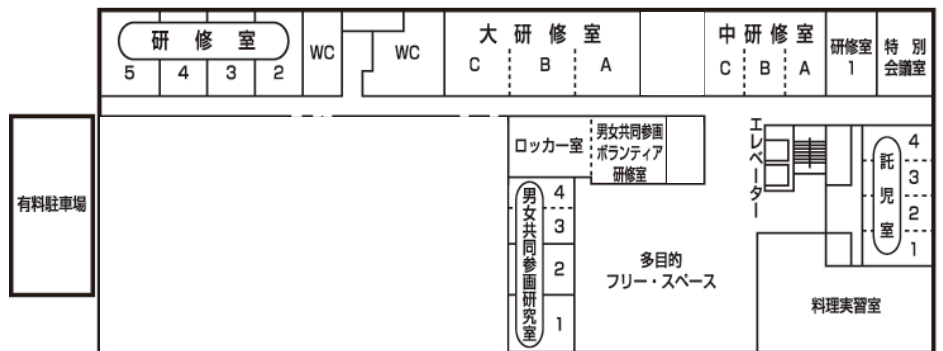 研修室
5 4 3 2
WC
WC
大研修室
C B A
中研修室
C B A
研修室
1
特別
会議室
有料駐車場
ロッカー室
男女共同参画
ボランティア
研修室
エレベーター
託児室
4
3
2
1
男女共同参画研究室
4
3
2
1
多目的
フリー・スペース
料理実習室